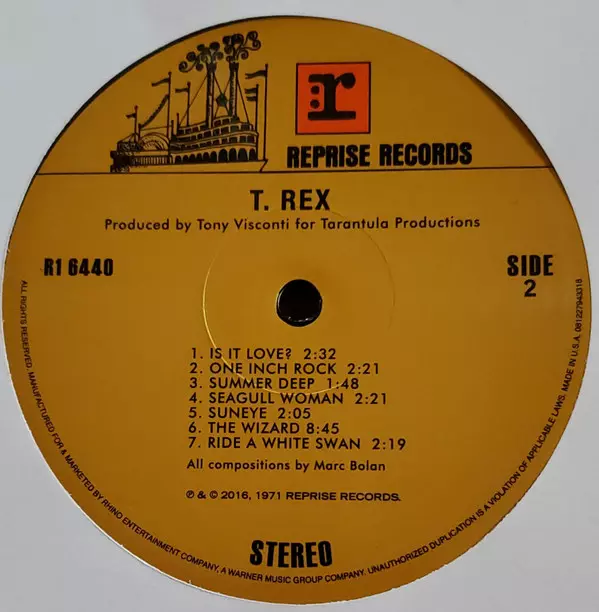 r
REPRISE RECORDS
T. REX
Produced by Tony Visconti for Tarantula Productions
R1 6440
SIDE
2
1. IS IT LOVE? 2:32
2. ONE INCH ROCK 2:21
3. SUMMER DEEP 1:48
4. SEAGULL WOMAN 2:21
5. SUNEYE 2:05
6. THE WIZARD 8:45
7. RIDE A WHITE SWAN 2:19
All compositions by Marc Bolan
℗ & © 2016, 1971 REPRISE RECORDS.
STEREO
ALL RIGHTS RESERVED. MANUFACTURED FOR & MARKETED BY RHINO ENTERTAINMENT COMPANY, A WARNER MUSIC GROUP COMPANY. UNAUTHORIZED DUPLICATION IS A VIOLATION OF APPLICABLE LAWS. MADE IN U.S.A. 081227943318